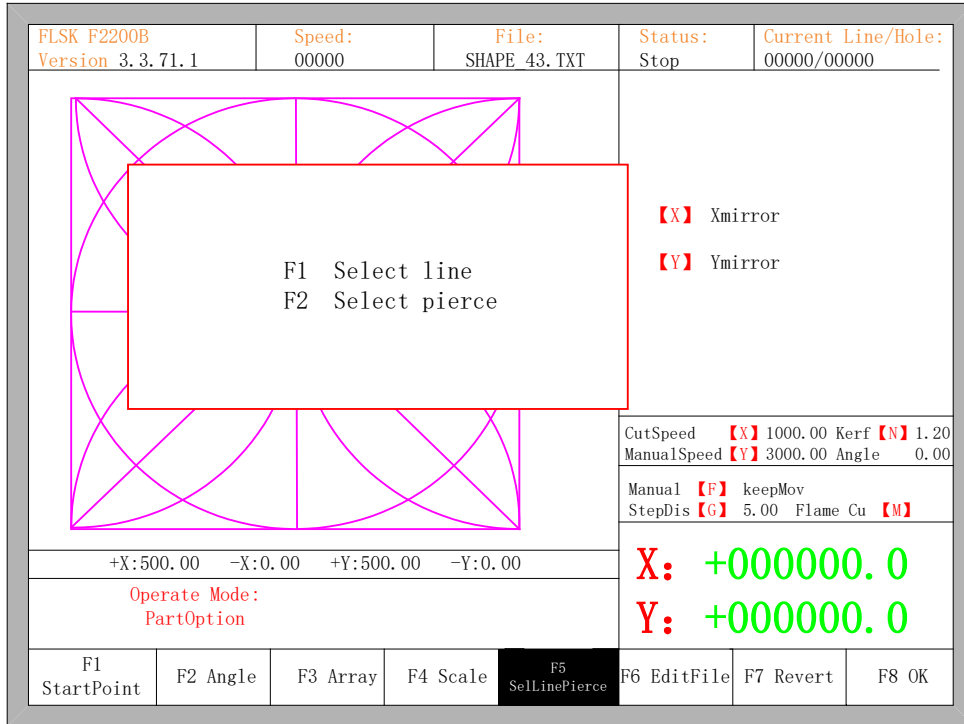 FLSK F2200B
Version 3.3.71.1
Speed:
00000
File:
SHAPE_43.TXT
Status:
Stop
Current Line/Hole:
00000/00000
F1 Select line
F2 Select pierce
【X】 Xmirror
【Y】 Ymirror
CutSpeed 【X】 1000.00 Kerf 【N】 1.20
ManualSpeed 【Y】 3000.00 Angle 0.00
Manual 【F】 keepMov
StepDis 【G】 5.00 Flame Cu 【M】
+X:500.00 -X:0.00 +Y:500.00 -Y:0.00
X: +000000.0
Y: +000000.0
Operate Mode:
PartOption
F1
StartPoint
F2 Angle
F3 Array
F4 Scale
F5
SelLinePierce
F6 EditFile
F7 Revert
F8 OK